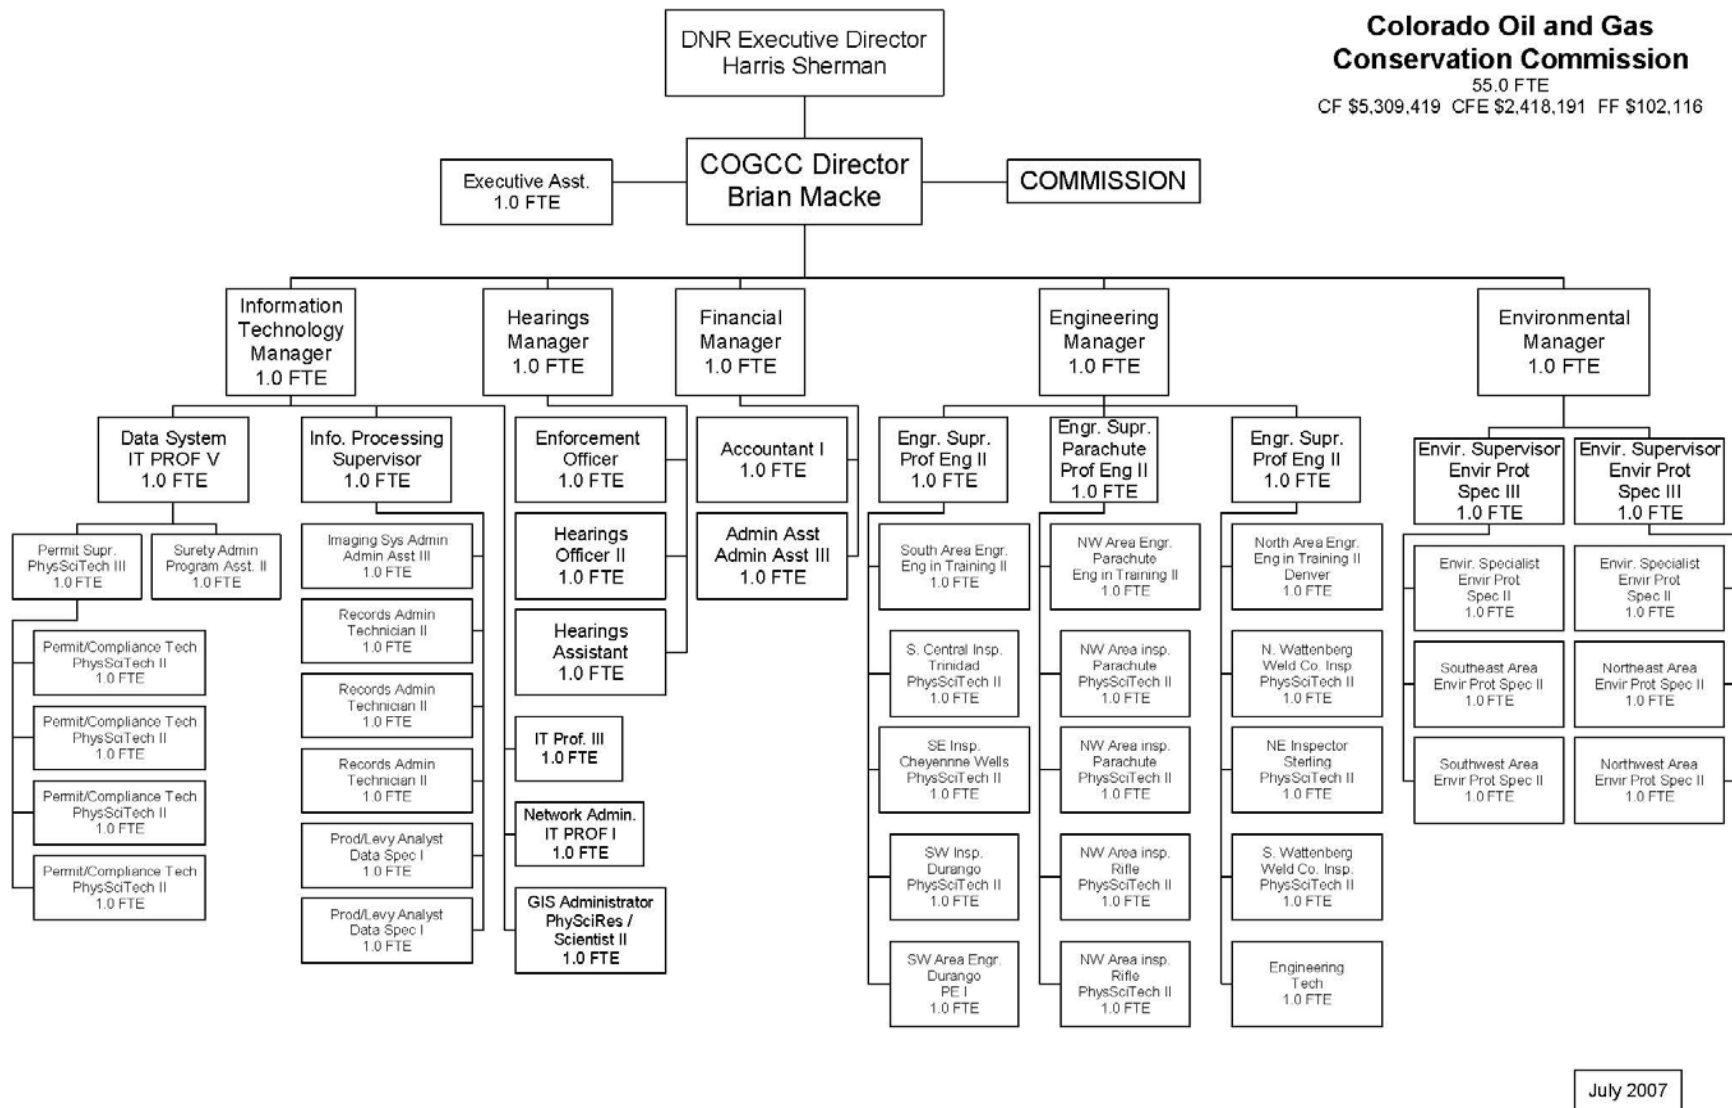 Colorado Oil and Gas
Conservation Commission
55.0 FTE
CF $5,309,419 CFE $2,418,191 FF $102,116
DNR Executive Director
Harris Sherman
COGCC Director
Brian Macke
Executive Asst.
1.0 FTE
COMMISSION
Information
Technology
Manager
1.0 FTE
Hearings
Manager
1.0 FTE
Financial
Manager
1.0 FTE
Engineering
Manager
1.0 FTE
Environmental
Manager
1.0 FTE
Data System
IT PROF V
1.0 FTE
Info. Processing
Supervisor
1.0 FTE
Enforcement
Officer
1.0 FTE
Accountant I
1.0 FTE
Engr. Supr.
Prof Eng II
1.0 FTE
Engr. Supr.
Parachute
Prof Eng II
1.0 FTE
Engr. Supr.
Prof Eng II
1.0 FTE
Envir. Supervisor
Envir Prot
Spec III
1.0 FTE
Envir. Supervisor
Envir Prot
Spec III
1.0 FTE
Permit Supr.
PhysSciTech III
1.0 FTE
Surety Admin
Program Asst. II
1.0 FTE
Permit/Compliance Tech
PhysSciTech II
1.0 FTE
Permit/Compliance Tech
PhysSciTech II
1.0 FTE
Permit/Compliance Tech
PhysSciTech II
1.0 FTE
Permit/Compliance Tech
PhysSciTech II
1.0 FTE
Imaging Sys Admin
Admin Asst III
1.0 FTE
Records Admin
Technician II
1.0 FTE
Records Admin
Technician II
1.0 FTE
Records Admin
Technician II
1.0 FTE
Prod/Levy Analyst
Data Spec I
1.0 FTE
Prod/Levy Analyst
Data Spec I
1.0 FTE
Hearings
Officer II
1.0 FTE
Hearings
Assistant
1.0 FTE
IT Prof. III
1.0 FTE
Network Admin.
IT PROF I
1.0 FTE
GIS Administrator
PhySciRes /
Scientist II
1.0 FTE
Admin Asst
Admin Asst III
1.0 FTE
South Area Engr.
Eng in Training II
1.0 FTE
S. Central Insp.
Trinidad
PhysSciTech II
1.0 FTE
SE Insp.
Cheyennne Wells
PhysSciTech II
1.0 FTE
SW Insp.
Durango
PhysSciTech II
1.0 FTE
SW Area Engr.
Durango
PE I
1.0 FTE
NW Area Engr.
Parachute
Eng in Training II
1.0 FTE
NW Area insp.
Parachute
PhysSciTech II
1.0 FTE
NW Area insp.
Parachute
PhysSciTech II
1.0 FTE
NW Area insp.
Rifle
PhysSciTech II
1.0 FTE
NW Area insp.
Rifle
PhysSciTech II
1.0 FTE
North Area Engr.
Eng in Training II
Denver
1.0 FTE
N. Wattenberg
Weld Co. Insp
PhysSciTech II
1.0 FTE
NE Inspector
Sterling
PhysSciTech II
1.0 FTE
S. Wattenberg
Weld Co. Insp.
PhysSciTech II
1.0 FTE
Engineering
Tech
1.0 FTE
Envir. Specialist
Envir Prot
Spec II
1.0 FTE
Southeast Area
Envir Prot Spec II
1.0 FTE
Southwest Area
Envir Prot Spec II
1.0 FTE
Envir. Specialist
Envir Prot
Spec II
1.0 FTE
Northeast Area
Envir Prot Spec II
1.0 FTE
Northwest Area
Envir Prot Spec II
1.0 FTE
July 2007